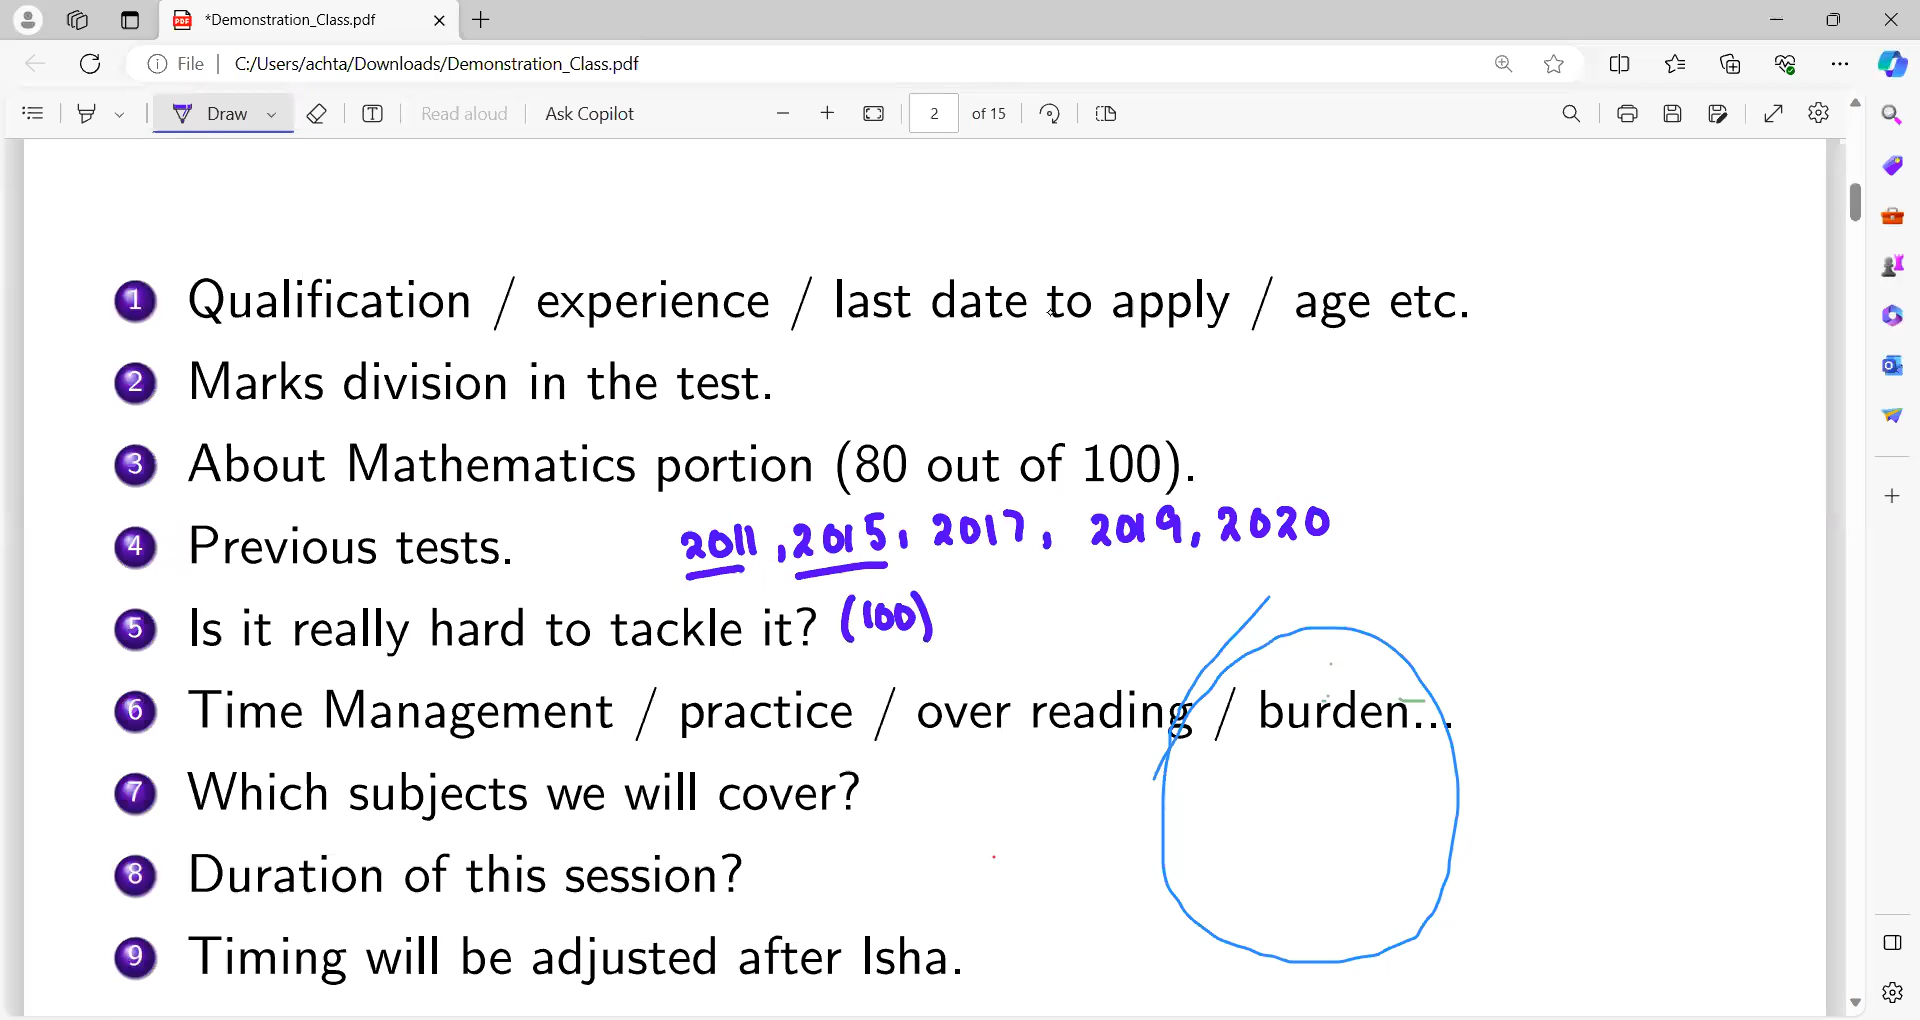 *Demonstration_Class.pdf
File | C:/Users/achta/Downloads/Demonstration_Class.pdf
Draw Read aloud Ask Copilot 2 of 15
1 Qualification / experience / last date to apply / age etc.
2 Marks division in the test.
3 About Mathematics portion (80 out of 100).
4 Previous tests. 2011, 2015, 2017, 2019, 2020
5 Is it really hard to tackle it? (100)
6 Time Management / practice / over reading / burden...
7 Which subjects we will cover?
8 Duration of this session?
9 Timing will be adjusted after Isha.